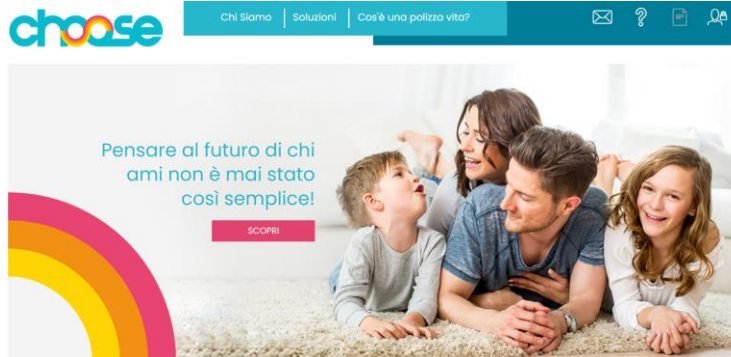 choose
Chi Siamo
Soluzioni
Cos'è una polizza vita?
Pensare al futuro di chi
ami non è mai stato
così semplice!
SCOPRI